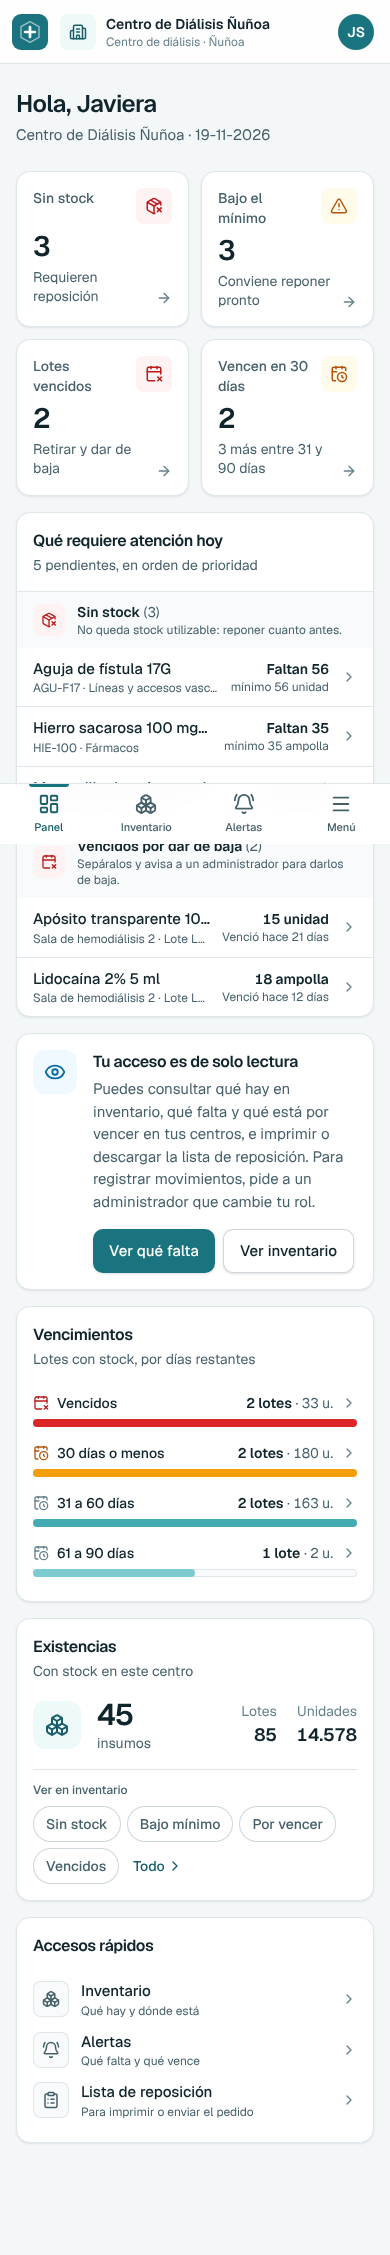 Centro de Diálisis Ñuñoa
Centro de diálisis · Ñuñoa
JS
Hola, Javiera
Centro de Diálisis Ñuñoa · 19-11-2026
Sin stock
3
Requieren
reposición
Bajo el
mínimo
3
Conviene reponer
pronto
Lotes
vencidos
2
Retirar y dar de
baja
Vencen en 30
días
2
3 más entre 31 y
90 días
Qué requiere atención hoy
5 pendientes, en orden de prioridad
Sin stock (3)
No queda stock utilizable: reponer cuanto antes.
Aguja de fístula 17G
Faltan 56
AGU-F17 · Líneas y accesos vasc...
mínimo 56 unidad
Hierro sacarosa 100 mg...
Faltan 35
HIE-100 · Fármacos
mínimo 35 ampolla
Panel
Inventario
Alertas
Menú
Vencidos por dar de baja (2)
Sepáralos y avisa a un administrador para darlos
de baja.
Apósito transparente 10...
15 unidad
Sala de hemodiálisis 2 · Lote L...
Venció hace 21 días
Lidocaína 2% 5 ml
18 ampolla
Sala de hemodiálisis 2 · Lote L...
Venció hace 12 días
Tu acceso es de solo lectura
Puedes consultar qué hay en
inventario, qué falta y qué está por
vencer en tus centros, e imprimir o
descargar la lista de reposición. Para
registrar movimientos, pide a un
administrador que cambie tu rol.
Ver qué falta
Ver inventario
Vencimientos
Lotes con stock, por días restantes
Vencidos
2 lotes · 33 u.
30 días o menos
2 lotes · 180 u.
31 a 60 días
2 lotes · 163 u.
61 a 90 días
1 lote · 2 u.
Existencias
Con stock en este centro
45
insumos
Lotes
85
Unidades
14.578
Ver en inventario
Sin stock
Bajo mínimo
Por vencer
Vencidos
Todo
Accesos rápidos
Inventario
Qué hay y dónde está
Alertas
Qué falta y qué vence
Lista de reposición
Para imprimir o enviar el pedido